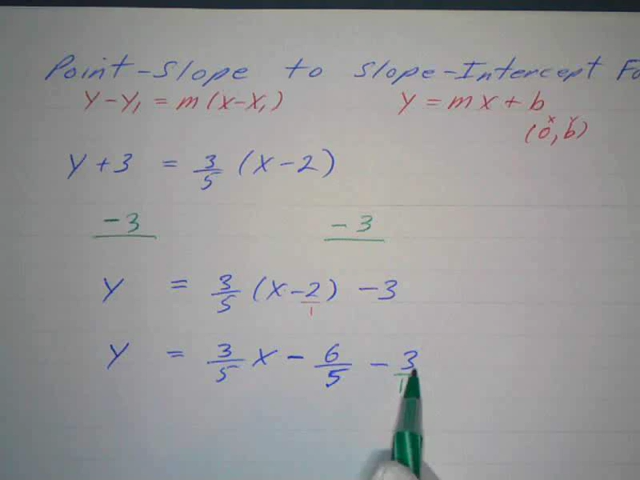 Point-Slope to Slope-Intercept Fo
y-y₁ = m(x-x₁) y = mx + b
x y
(0, b)
y + 3 = 3/5 (x - 2)
-3 -3
y = 3/5 (x - 2/1) - 3
y = 3/5 x - 6/5 - 3/1